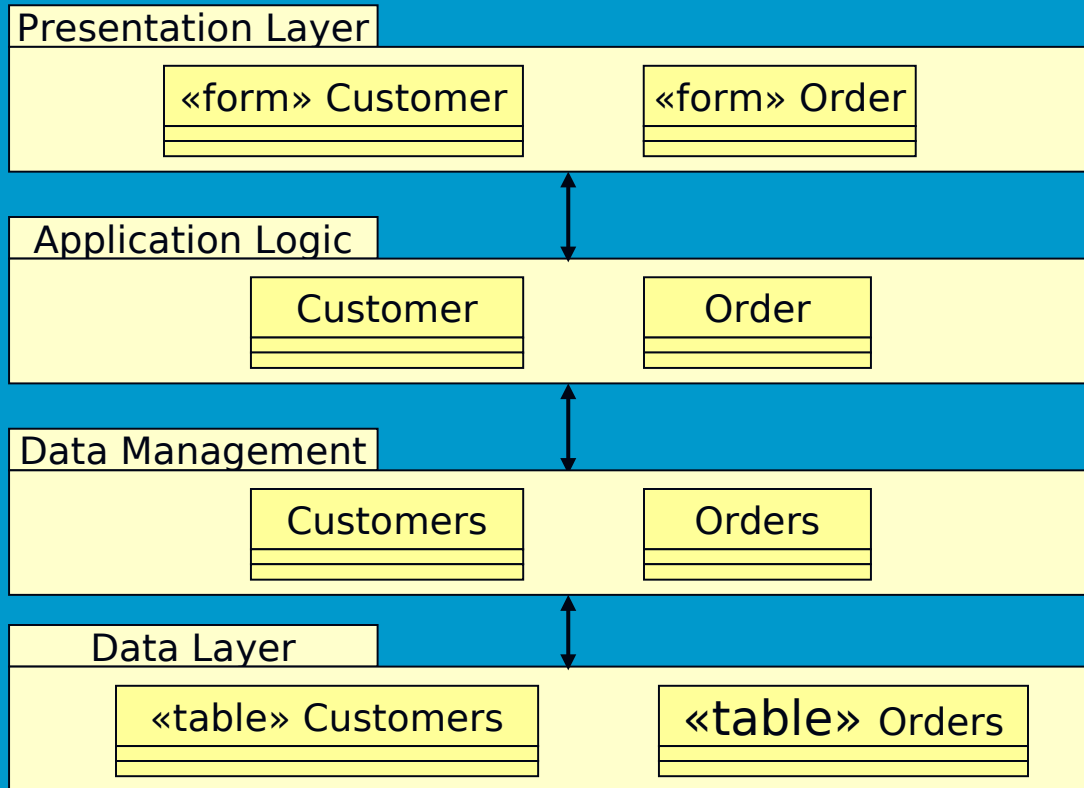 Presentation Layer
«form» Customer
«form» Order
Application Logic
Customer
Order
Data Management
Customers
Orders
Data Layer
«table» Customers
«table» Orders